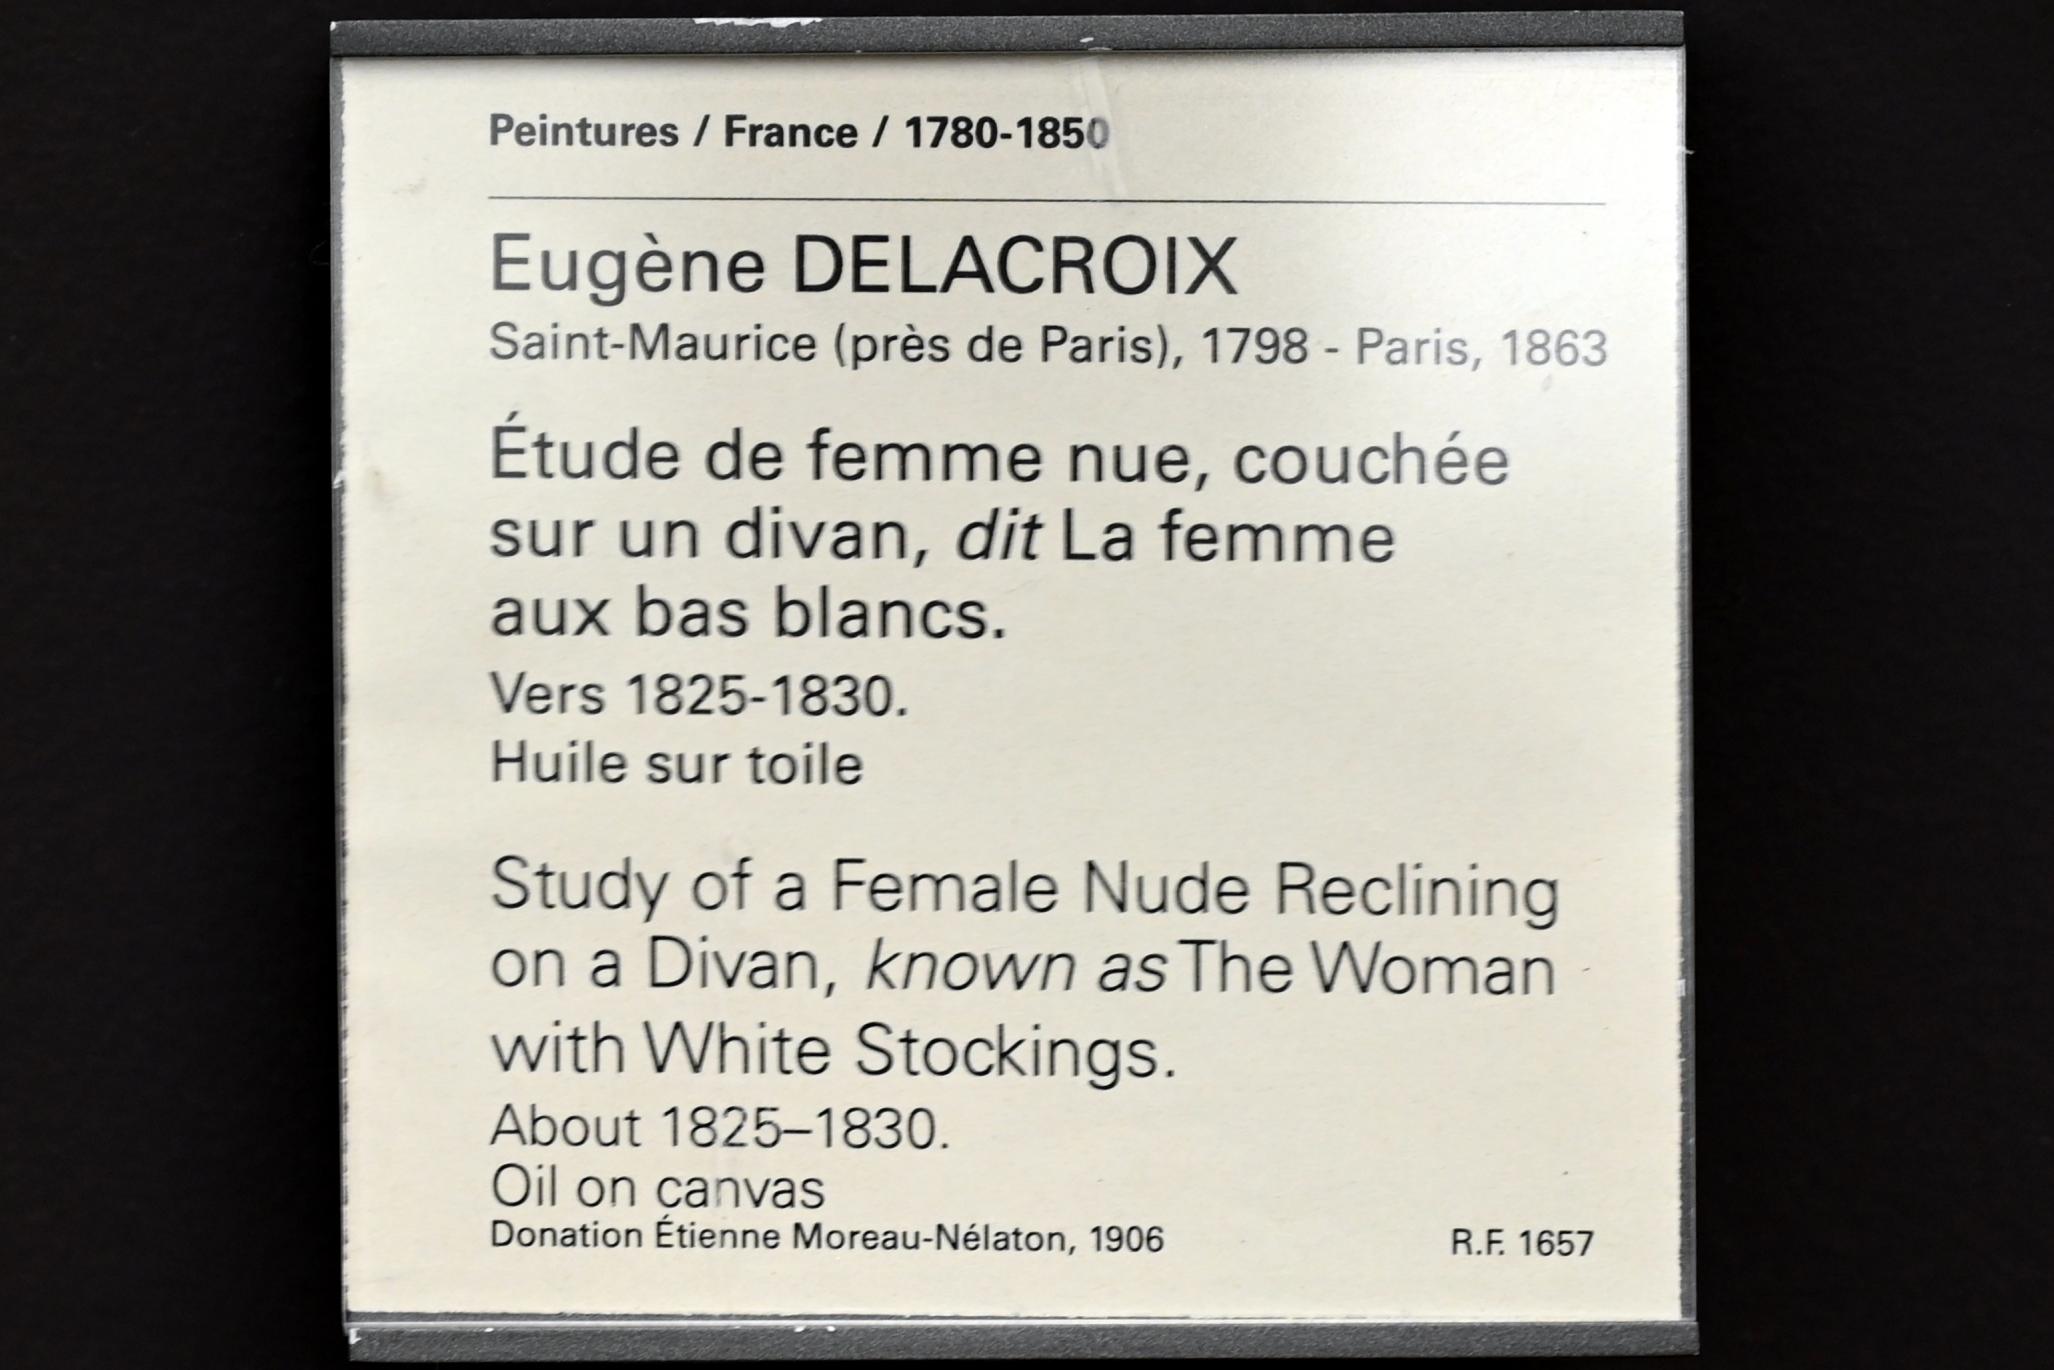 Peintures / France / 1780-1850
Eugène DELACROIX
Saint-Maurice (près de Paris), 1798 - Paris, 1863
Étude de femme nue, couchée
sur un divan, dit La femme
aux bas blancs.
Vers 1825-1830.
Huile sur toile
Study of a Female Nude Reclining
on a Divan, known as The Woman
with White Stockings.
About 1825–1830.
Oil on canvas
Donation Étienne Moreau-Nélaton, 1906
R.F. 1657